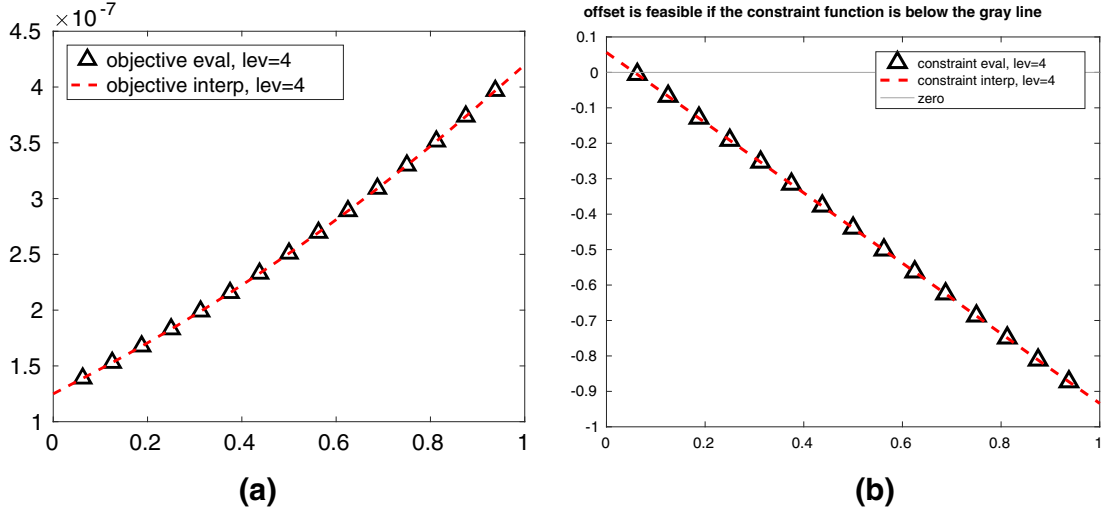 ×10⁻⁷
4.5
4
3.5
3
2.5
2
1.5
1
0 0.2 0.4 0.6 0.8 1
objective eval, lev=4
objective interp, lev=4
(a)
offset is feasible if the constraint function is below the gray line
0.1
0
-0.1
-0.2
-0.3
-0.4
-0.5
-0.6
-0.7
-0.8
-0.9
-1
0 0.2 0.4 0.6 0.8 1
constraint eval, lev=4
constraint interp, lev=4
zero
(b)